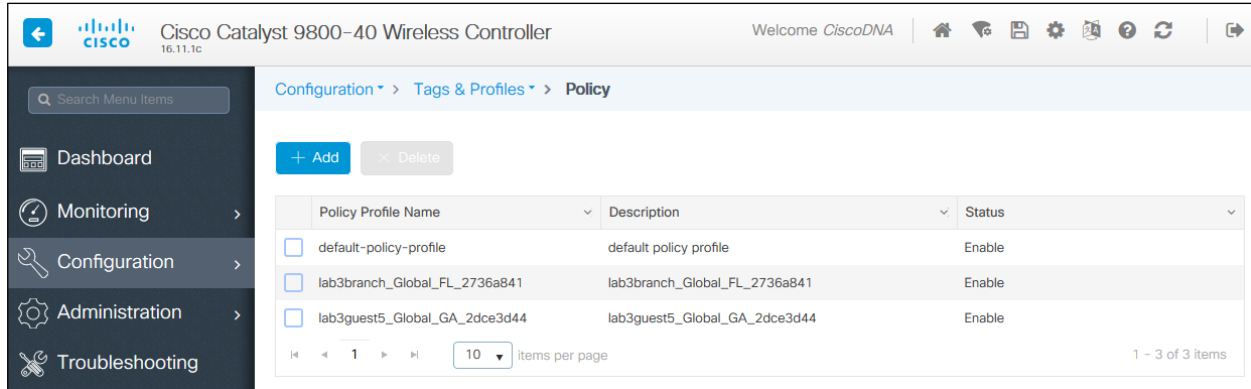 CISCO
Cisco Catalyst 9800-40 Wireless Controller
16.11.1c
Welcome CiscoDNA
Search Menu Items
Dashboard
Monitoring
Configuration
Administration
Troubleshooting
Configuration > Tags & Profiles > Policy
+ Add
× Delete
Policy Profile Name Description Status
default-policy-profile default policy profile Enable
lab3branch_Global_FL_2736a841 lab3branch_Global_FL_2736a841 Enable
lab3guest5_Global_GA_2dce3d44 lab3guest5_Global_GA_2dce3d44 Enable
1 10 items per page 1 - 3 of 3 items